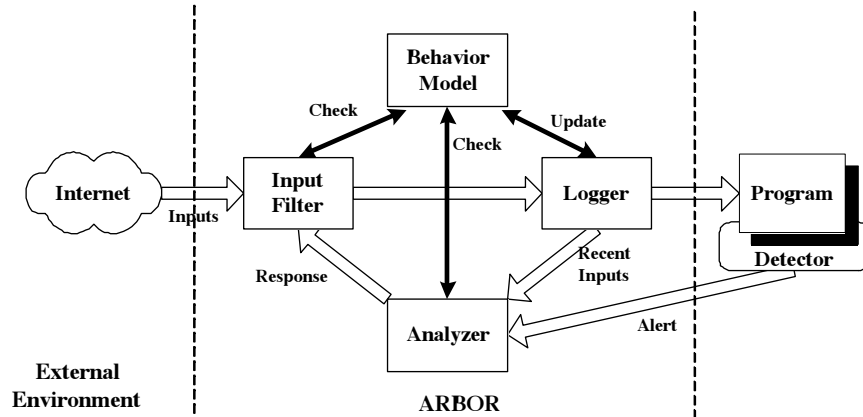 Behavior
Model
Check
Update
Check
Internet
Inputs
Input
Filter
Logger
Program
Detector
Response
Recent
Inputs
Analyzer
Alert
External
Environment
ARBOR